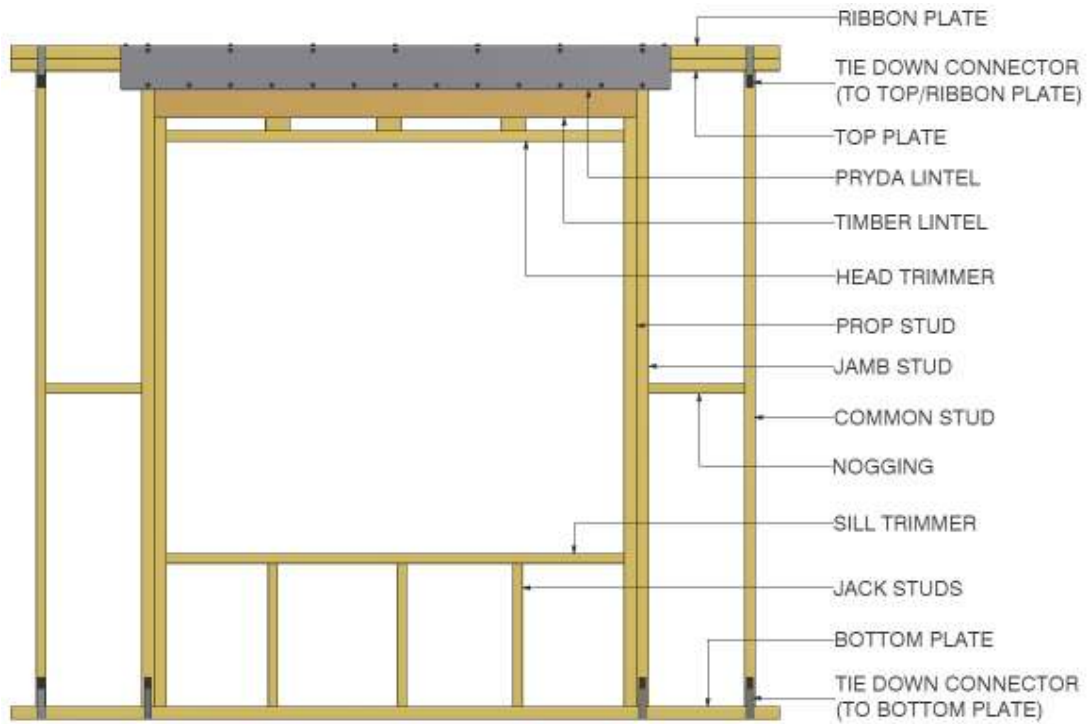 RIBBON PLATE
TIE DOWN CONNECTOR
(TO TOP/RIBBON PLATE)
TOP PLATE
PRYDA LINTEL
TIMBER LINTEL
HEAD TRIMMER
PROP STUD
JAMB STUD
COMMON STUD
NOGGING
SILL TRIMMER
JACK STUDS
BOTTOM PLATE
TIE DOWN CONNECTOR
(TO BOTTOM PLATE)